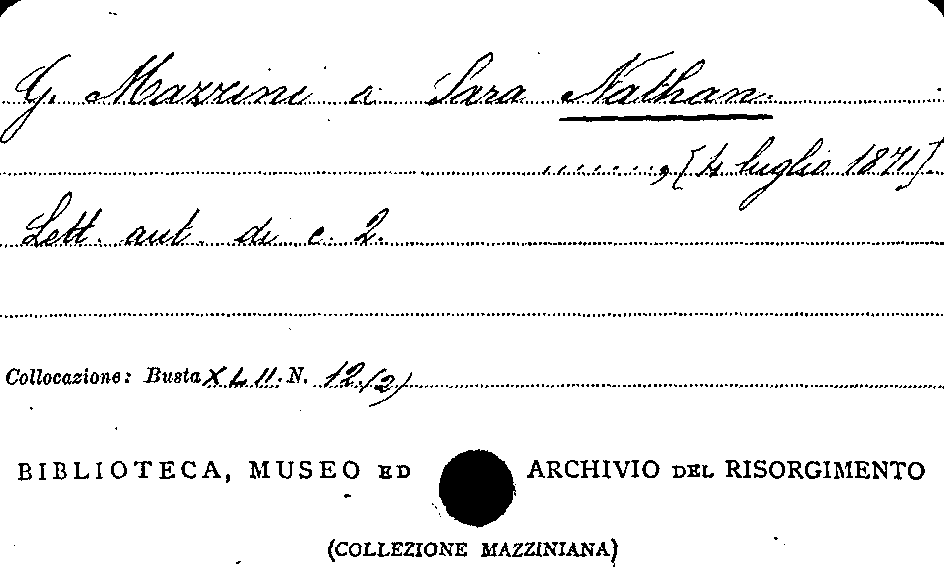 G. Mazzini a Sara Nathan.
........, [4 luglio 1871].
Lett. aut. di c. 2.
Collocazione: Busta XLII. N. 12.(2)
BIBLIOTECA, MUSEO ED ARCHIVIO DEL RISORGIMENTO
(COLLEZIONE MAZZINIANA)